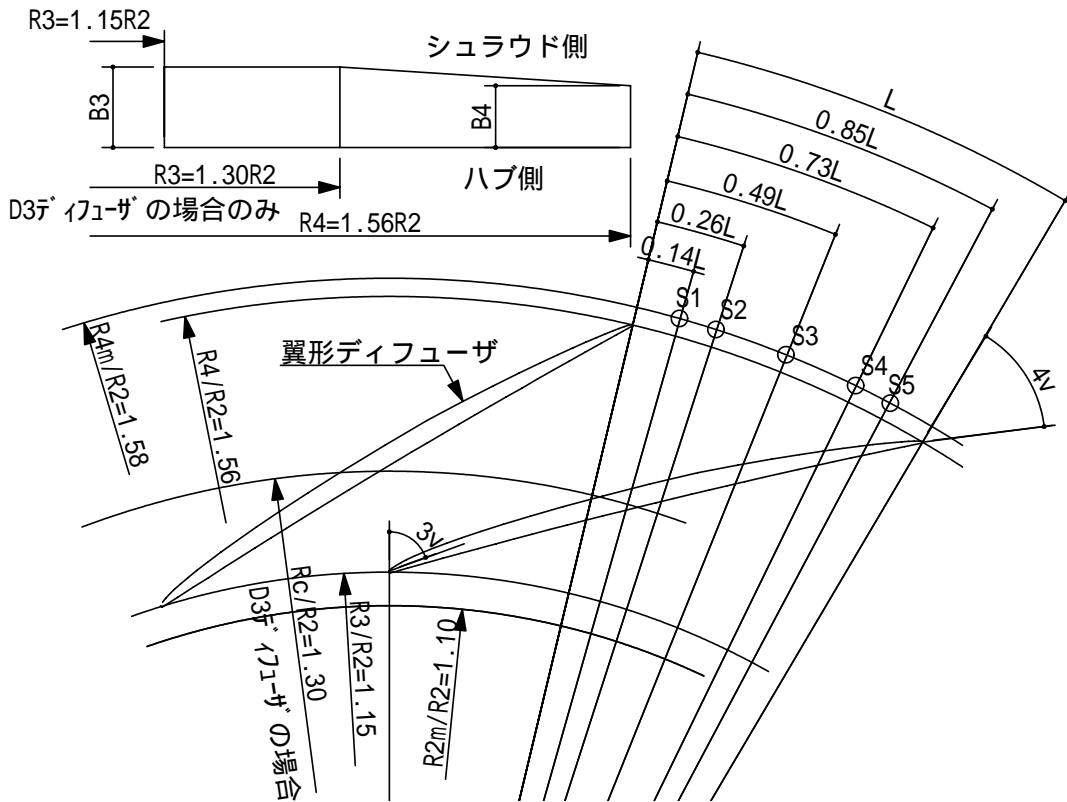 R3=1.15R2
シュラウド側
B3
B4
R3=1.30R2
ハブ側
D3ディフューザの場合のみ
R4=1.56R2
L
0.85L
0.73L
0.49L
0.26L
0.14L
S1
S2
S3
S4
S5
翼形ディフューザ
R4m/R2=1.58
R4/R2=1.56
4v
3v
Rc/R2=1.30
D3ディフューザの場合
R3/R2=1.15
R2m/R2=1.10